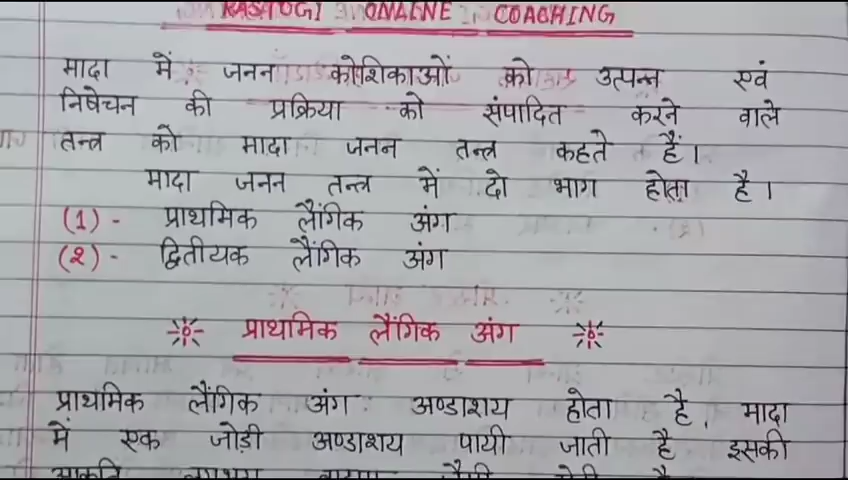 RASTOGI ONLINE COACHING
मादा में जनन कोशिकाओं को उत्पन्न एवं
निषेचन की प्रक्रिया को संपादित करने वाले
तन्त्र को मादा जनन तन्त्र कहते हैं।
मादा जनन तन्त्र में दो भाग होता है।
(1) - प्राथमिक लैंगिक अंग
(२) - द्वितीयक लैंगिक अंग
प्राथमिक लैंगिक अंग
प्राथमिक लैंगिक अंग अण्डाशय होता है, मादा
में एक जोड़ी अण्डाशय पायी जाती है इसकी